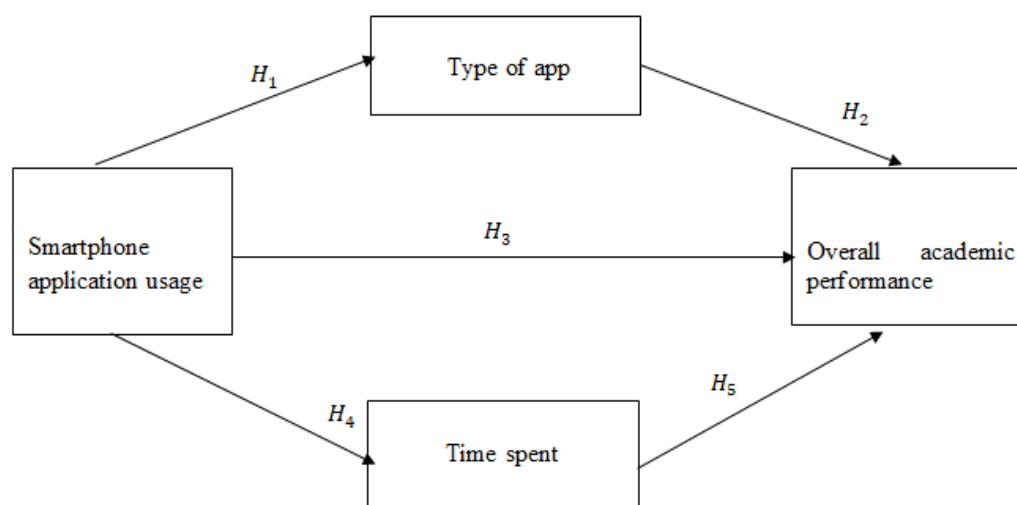 Type of app
H₁
H₂
Smartphone
application usage
H₃
Overall academic
performance
H₄
H₅
Time spent